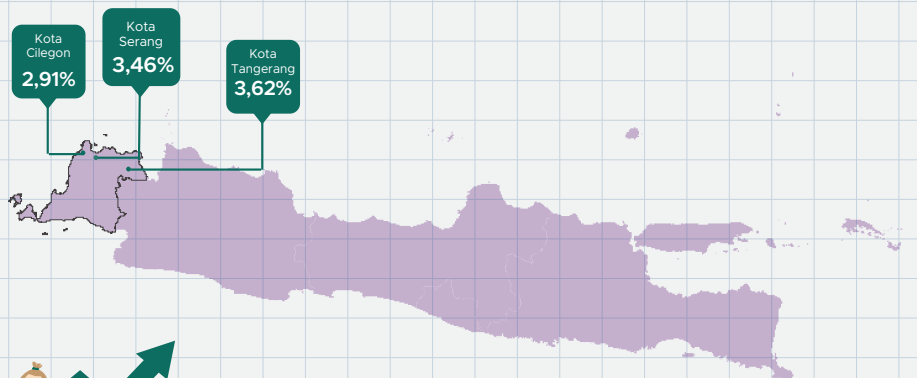 Kota
Cilegon
2,91%
Kota
Serang
3,46%
Kota
Tangerang
3,62%